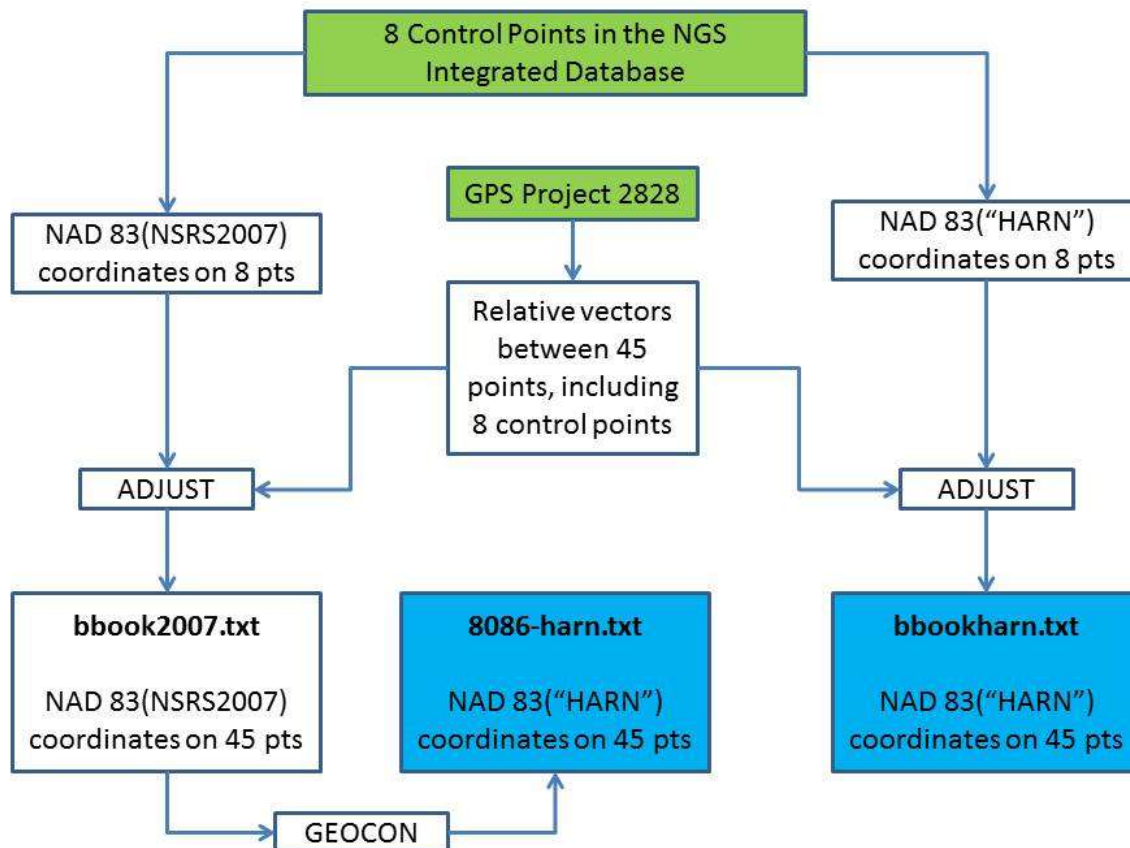 8 Control Points in the NGS
Integrated Database
GPS Project 2828
NAD 83(NSRS2007)
coordinates on 8 pts
NAD 83("HARN")
coordinates on 8 pts
Relative vectors
between 45
points, including
8 control points
ADJUST
ADJUST
bbook2007.txt
NAD 83(NSRS2007)
coordinates on 45 pts
8086-harn.txt
NAD 83("HARN")
coordinates on 45 pts
bbookharn.txt
NAD 83("HARN")
coordinates on 45 pts
GEOCON